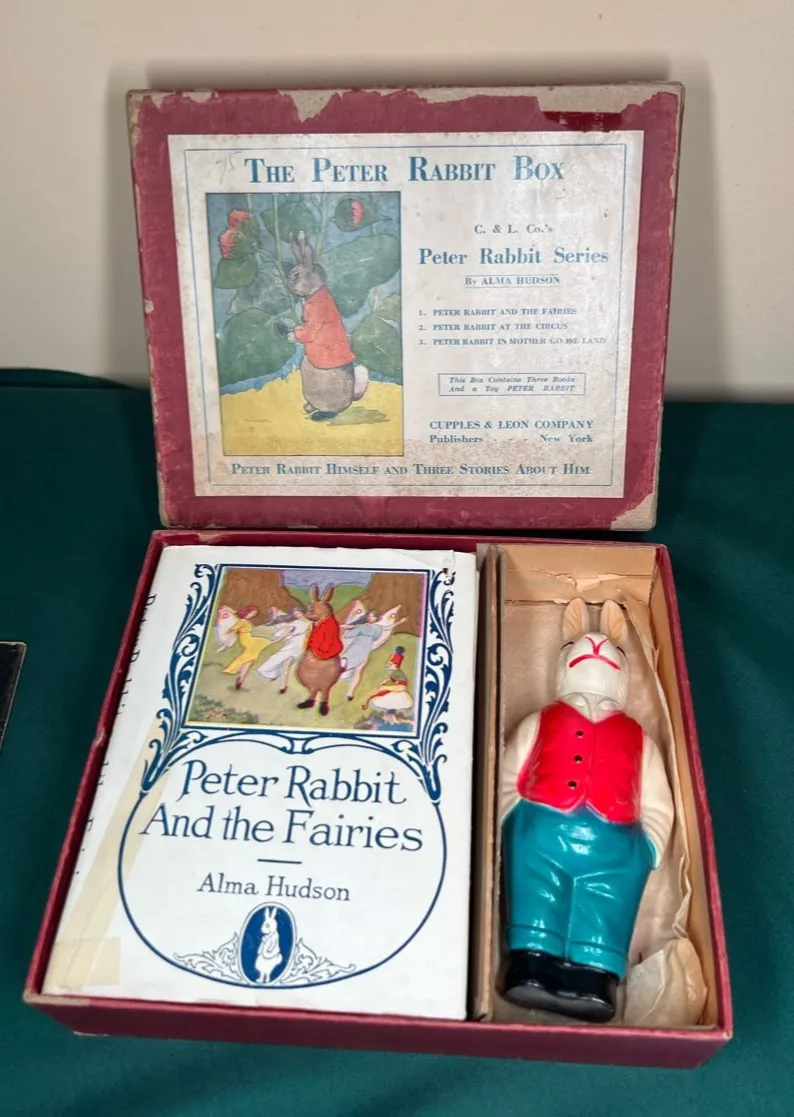 75
THE PETER RABBIT BOX
C. & L. Co.'s
Peter Rabbit Series
By ALMA HUDSON
1. PETER RABBIT AND THE FAIRIES
2. PETER RABBIT AT THE CIRCUS
3. PETER RABBIT IN MOTHER GOOSE LAND
This Box Contains Three Books
And a Toy PETER RABBIT
CUPPLES & LEON COMPANY
Publishers - - - New York
PETER RABBIT HIMSELF AND THREE STORIES ABOUT HIM
Peter Rabbit
And the Fairies
Alma Hudson